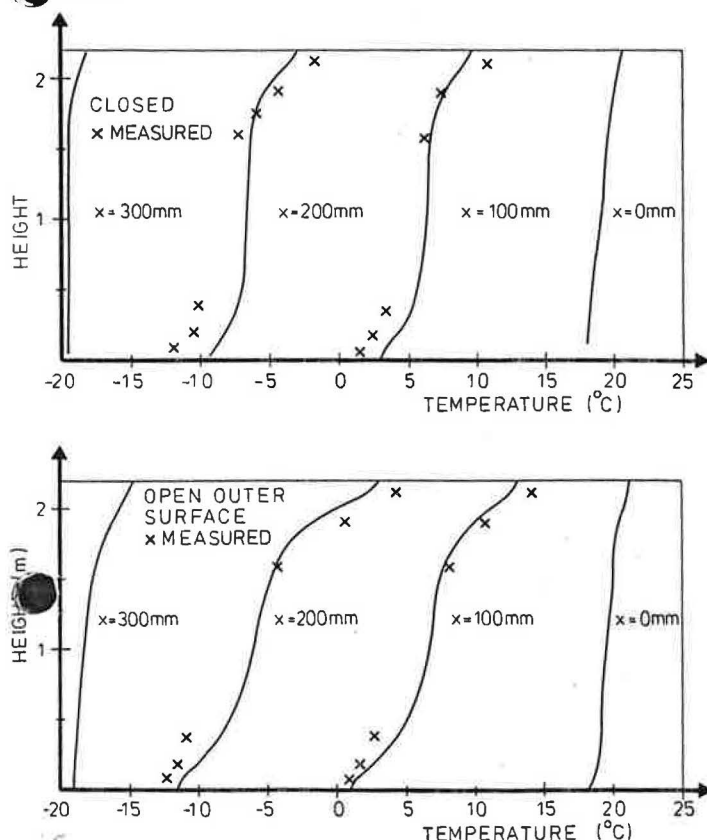 2
CLOSED
× MEASURED
HEIGHT
1
x = 300mm
x = 200mm
x = 100mm
x = 0mm
-20
-15
-10
-5
0
5
10
15
20
25
TEMPERATURE (°C)
OPEN OUTER
SURFACE
× MEASURED
2
(m)
x = 300mm
x = 200mm
x = 100mm
x = 0mm
1
-20
-15
-10
-5
0
5
10
15
20
25
TEMPERATURE (°C)